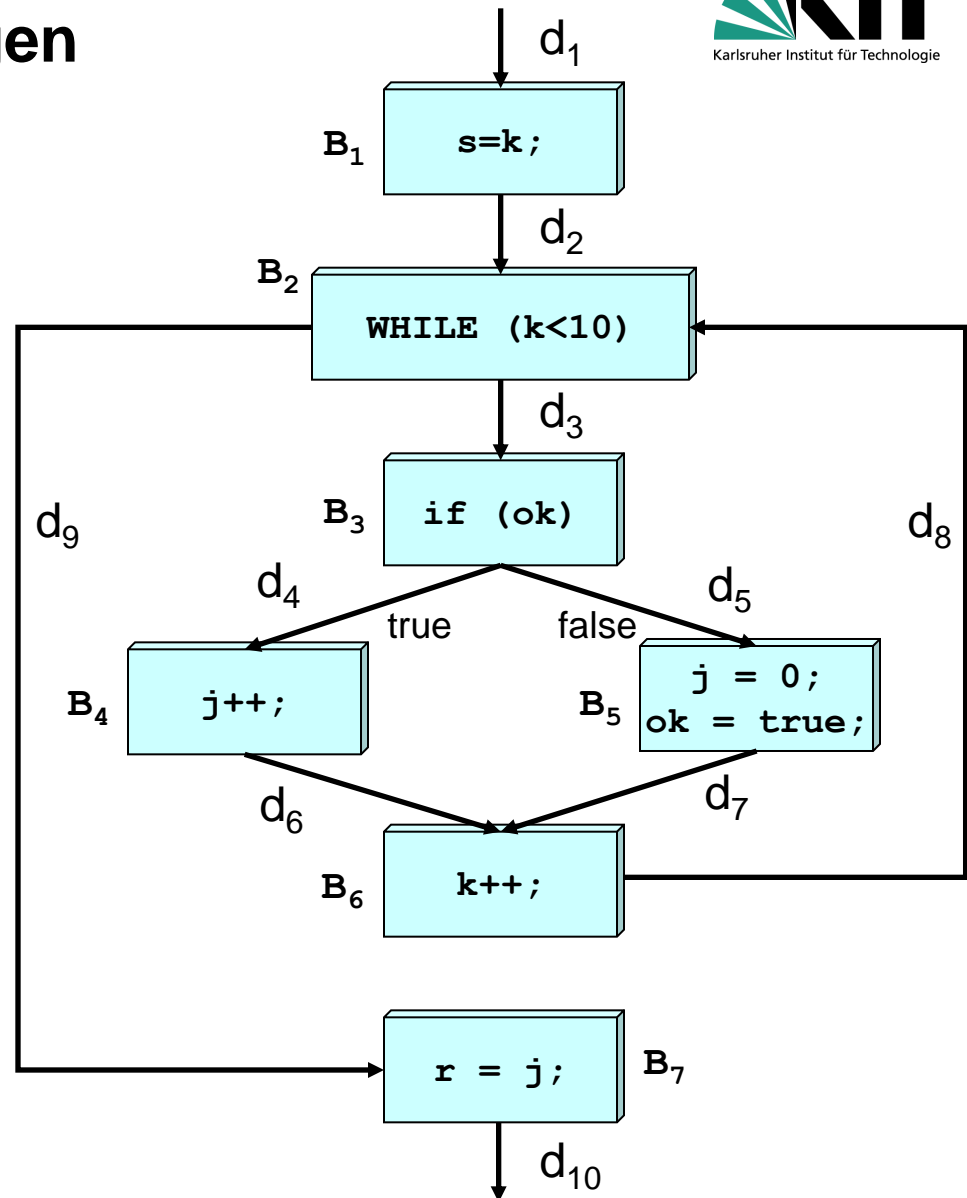 d₁
Karlsruher Institut für Technologie
B₁
s=k;
d₂
B₂
WHILE (k<10)
d₃
B₃
if (ok)
d₉
d₈
d₄
true
false
d₅
B₄
j++;
B₅
j = 0;
ok = true;
d₆
d₇
B₆
k++;
r = j;
B₇
d₁₀